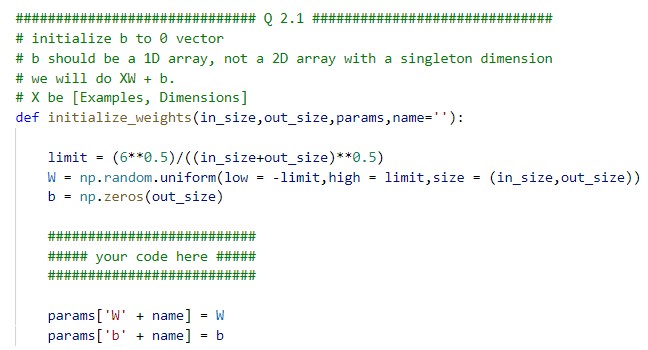 ############################## Q 2.1 ##############################
# initialize b to 0 vector
# b should be a 1D array, not a 2D array with a singleton dimension
# we will do XW + b.
# X be [Examples, Dimensions]
def initialize_weights(in_size,out_size,params,name=''):
    limit = (6**0.5)/((in_size+out_size)**0.5)
    W = np.random.uniform(low = -limit,high = limit,size = (in_size,out_size))
    b = np.zeros(out_size)
    ##########################
    ##### your code here #####
    ##########################
    params['W' + name] = W
    params['b' + name] = b